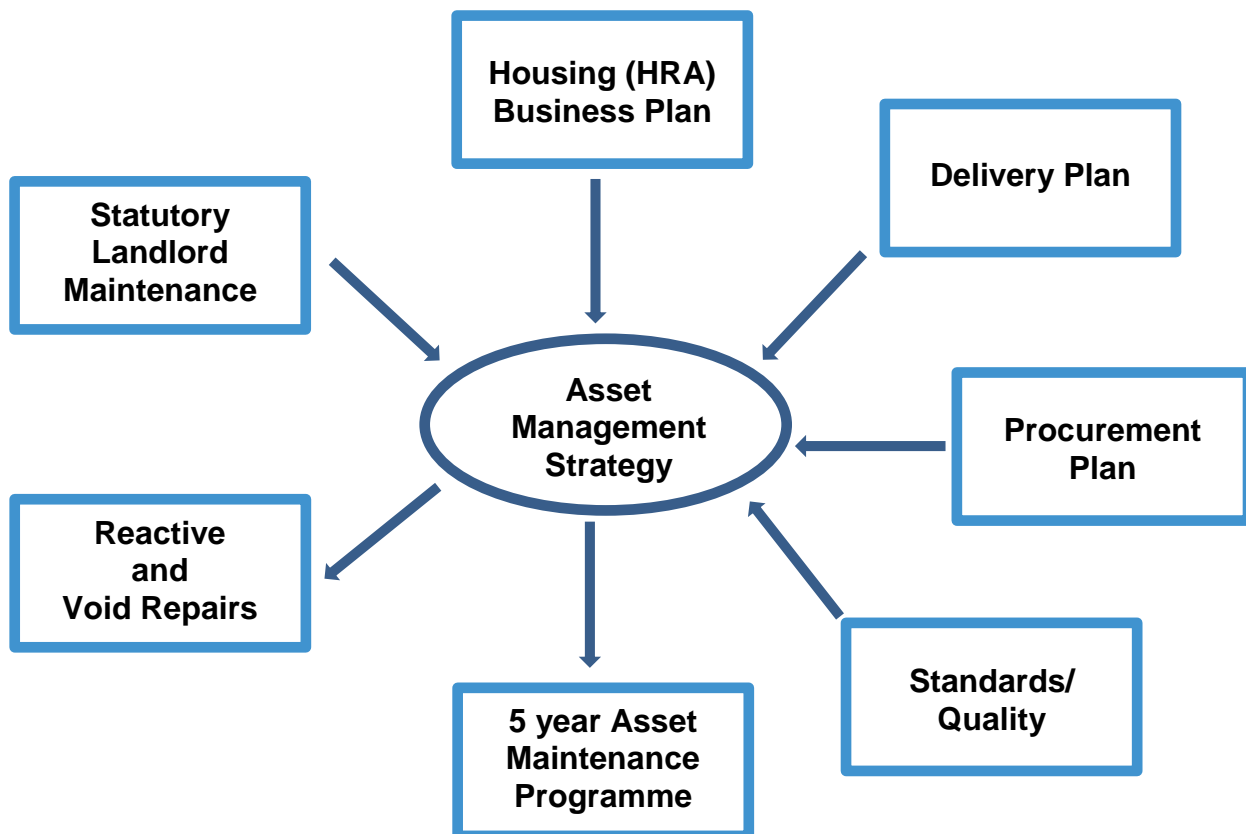 Housing (HRA)
Business Plan
Delivery Plan
Statutory
Landlord
Maintenance
Asset
Management
Strategy
Procurement
Plan
Reactive
and
Void Repairs
Standards/
Quality
5 year Asset
Maintenance
Programme